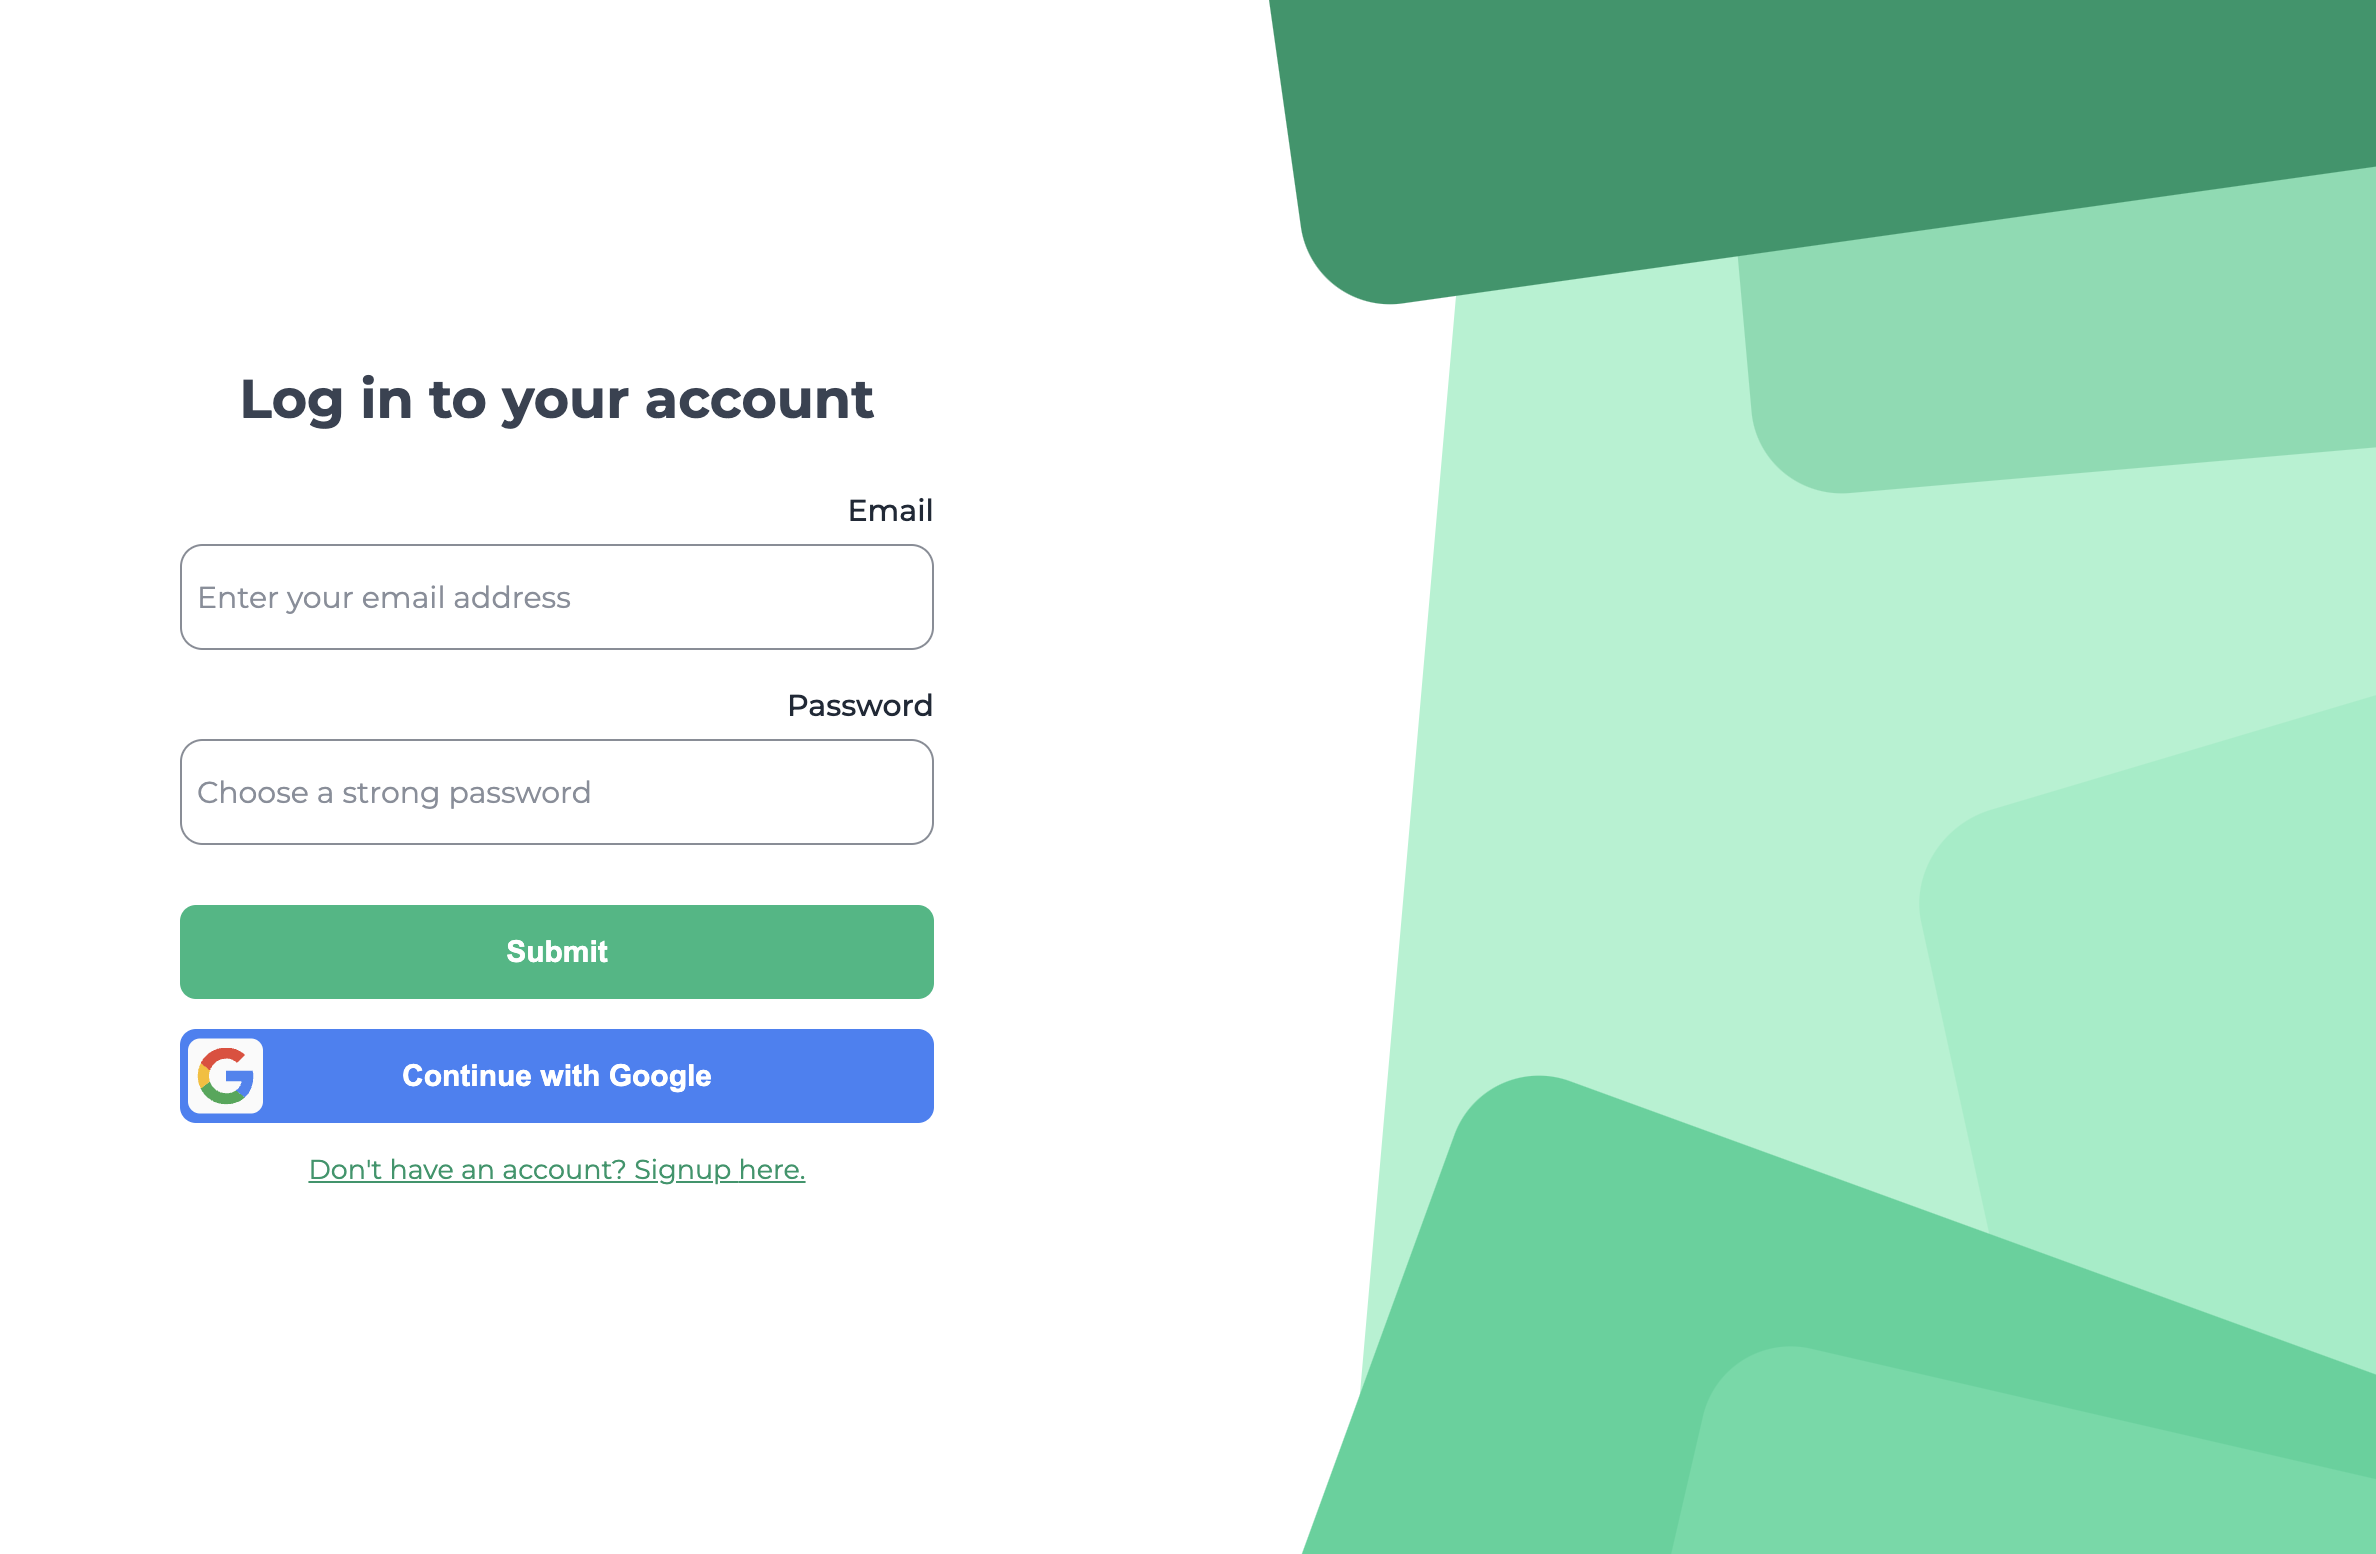 Log in to your account
Email
Enter your email address
Password
Choose a strong password
Submit
Continue with Google
Don't have an account? Signup here.